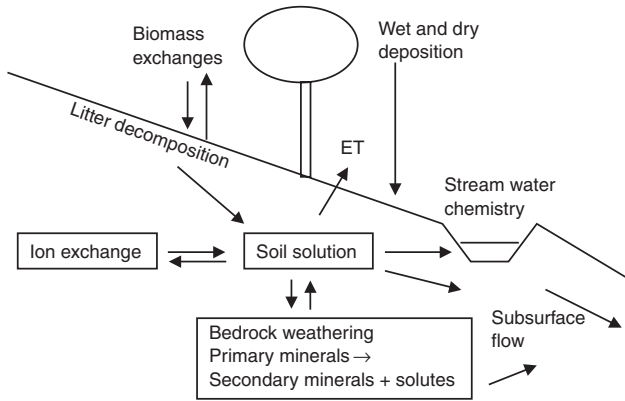 Biomass
exchanges
Wet and dry
deposition
Litter decomposition
ET
Stream water
chemistry
Ion exchange
Soil solution
Bedrock weathering
Primary minerals →
Secondary minerals + solutes
Subsurface
flow